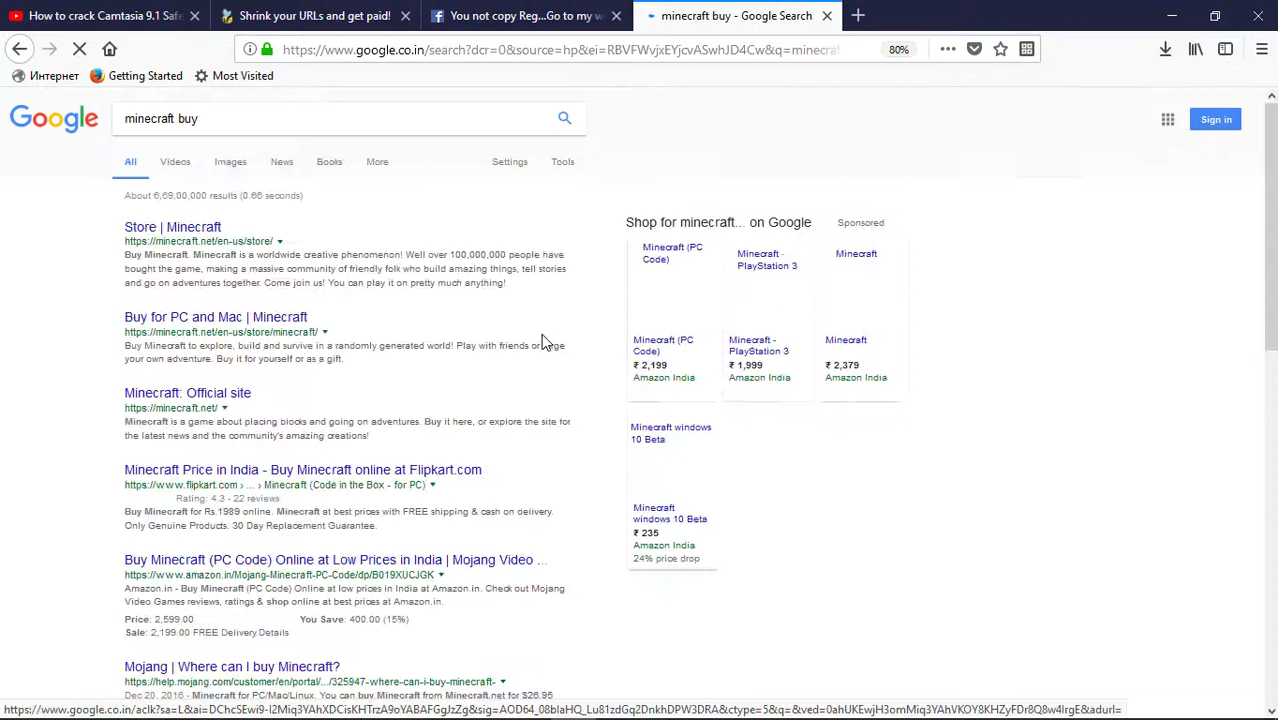 How to crack Camtasia 9.1 Safe
Shrink your URLs and get paid!
You not copy Reg...Go to my w
minecraft buy - Google Search
https://www.google.co.in/search?dcr=0&source=hp&ei=RBVFWvjxEYjcvASwhJD4Cw&q=minecraf
80%
Интернет
Getting Started
Most Visited
Google
minecraft buy
Sign in
All
Videos
Images
News
Books
More
Settings
Tools
About 6,69,00,000 results (0.66 seconds)
Store | Minecraft
https://minecraft.net/en-us/store/
Buy Minecraft. Minecraft is a worldwide creative phenomenon! Well over 100,000,000 people have
bought the game, making a massive community of friendly folk who build amazing things, tell stories
and go on adventures together. Come join us! You can play it on pretty much anything!
Buy for PC and Mac | Minecraft
https://minecraft.net/en-us/store/minecraft/
Buy Minecraft to explore, build and survive in a randomly generated world! Play with friends or
your own adventure. Buy it for yourself or as a gift.
Minecraft: Official site
https://minecraft.net/
Minecraft is a game about placing blocks and going on adventures. Buy it here, or explore the site for
the latest news and the community's amazing creations!
Minecraft Price in India - Buy Minecraft online at Flipkart.com
https://www.flipkart.com › ... › Minecraft (Code in the Box - for PC)
Rating: 4.3 - 22 reviews
Buy Minecraft for Rs.1989 online. Minecraft at best prices with FREE shipping & cash on delivery.
Only Genuine Products. 30 Day Replacement Guarantee.
Buy Minecraft (PC Code) Online at Low Prices in India | Mojang Video ...
https://www.amazon.in/Mojang-Minecraft-PC-Code/dp/B019XUCJGK
Amazon.in - Buy Minecraft (PC Code) Online at low prices in India at Amazon.in. Check out Mojang
Video Games reviews, ratings & shop online at best prices at Amazon.in.
Price: 2,599.00
You Save: 400.00 (15%)
Sale: 2,199.00 FREE Delivery.Details
Mojang | Where can I buy Minecraft?
https://help.mojang.com/customer/en/portal/.../325947-where-can-i-buy-minecraft-
Dec 20, 2016 - Minecraft for PC/Mac/Linux. You can buy Minecraft from Minecraft.net for $26.95
Shop for minecraft... on Google
Sponsored
Minecraft (PC
Code)
Minecraft -
PlayStation 3
Minecraft
Minecraft (PC
Code)
₹ 2,199
Amazon India
Minecraft -
PlayStation 3
₹ 1,999
Amazon India
Minecraft
₹ 2,379
Amazon India
Minecraft windows
10 Beta
Minecraft
windows 10 Beta
₹ 235
Amazon India
24% price drop